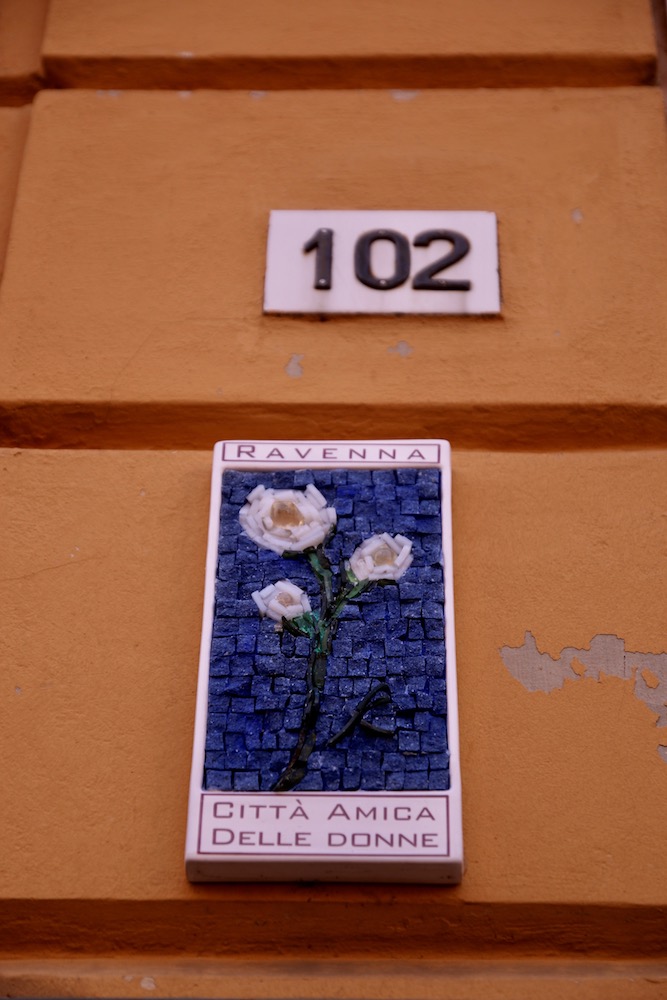 102
RAVENNA
CITTÀ AMICA
DELLE DONNE